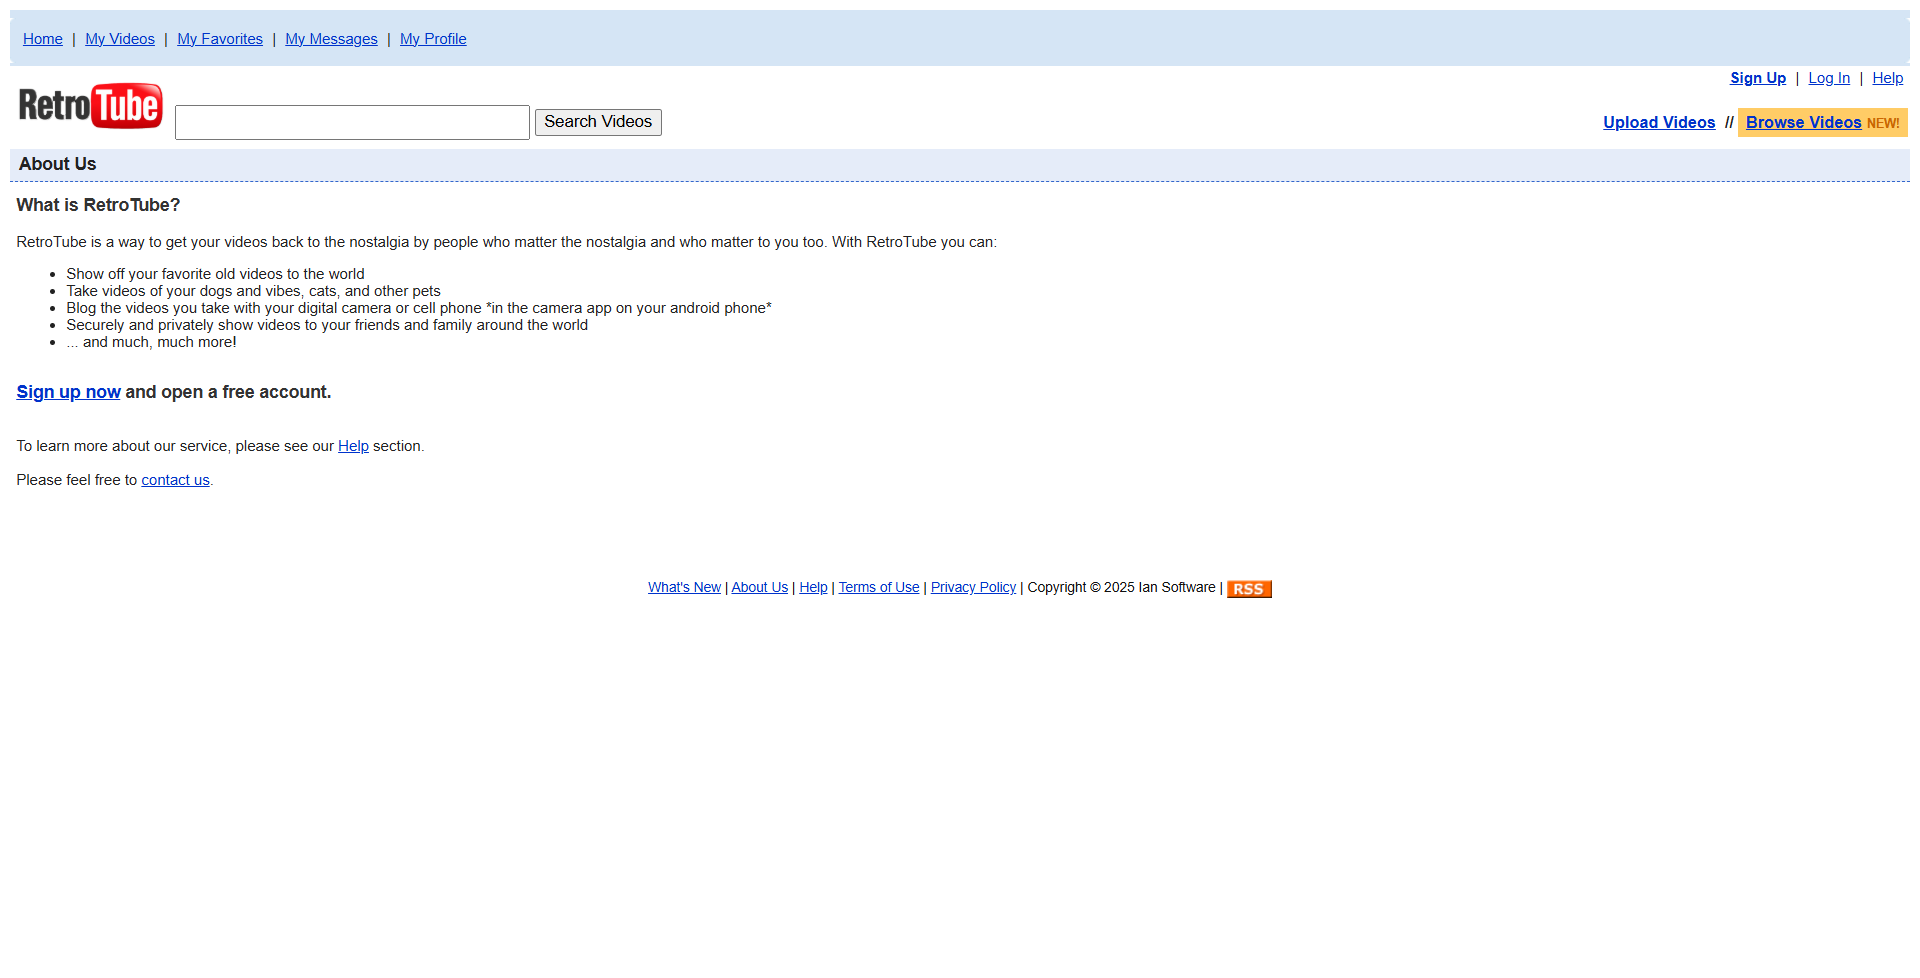 Home | My Videos | My Favorites | My Messages | My Profile
Sign Up | Log In | Help
RetroTube
Search Videos
Upload Videos // Browse Videos NEW!
About Us
What is RetroTube?
RetroTube is a way to get your videos back to the nostalgia by people who matter the nostalgia and who matter to you too. With RetroTube you can:
• Show off your favorite old videos to the world
• Take videos of your dogs and vibes, cats, and other pets
• Blog the videos you take with your digital camera or cell phone *in the camera app on your android phone*
• Securely and privately show videos to your friends and family around the world
• ... and much, much more!
Sign up now and open a free account.
To learn more about our service, please see our Help section.
Please feel free to contact us.
What's New | About Us | Help | Terms of Use | Privacy Policy | Copyright © 2025 Ian Software | RSS